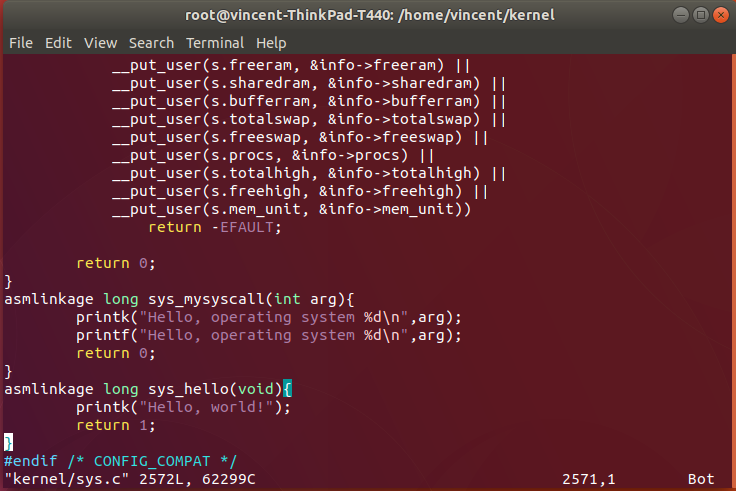 root@vincent-ThinkPad-T440: /home/vincent/kernel
File Edit View Search Terminal Help
            __put_user(s.freeram, &info->freeram) ||
            __put_user(s.sharedram, &info->sharedram) ||
            __put_user(s.bufferram, &info->bufferram) ||
            __put_user(s.totalswap, &info->totalswap) ||
            __put_user(s.freeswap, &info->freeswap) ||
            __put_user(s.procs, &info->procs) ||
            __put_user(s.totalhigh, &info->totalhigh) ||
            __put_user(s.freehigh, &info->freehigh) ||
            __put_user(s.mem_unit, &info->mem_unit))
                return -EFAULT;
        return 0;
}
asmlinkage long sys_mysyscall(int arg){
        printk("Hello, operating system %d\n",arg);
        printf("Hello, operating system %d\n",arg);
        return 0;
}
asmlinkage long sys_hello(void){
        printk("Hello, world!");
        return 1;
}
#endif /* CONFIG_COMPAT */
"kernel/sys.c" 2572L, 62299C 2571,1 Bot